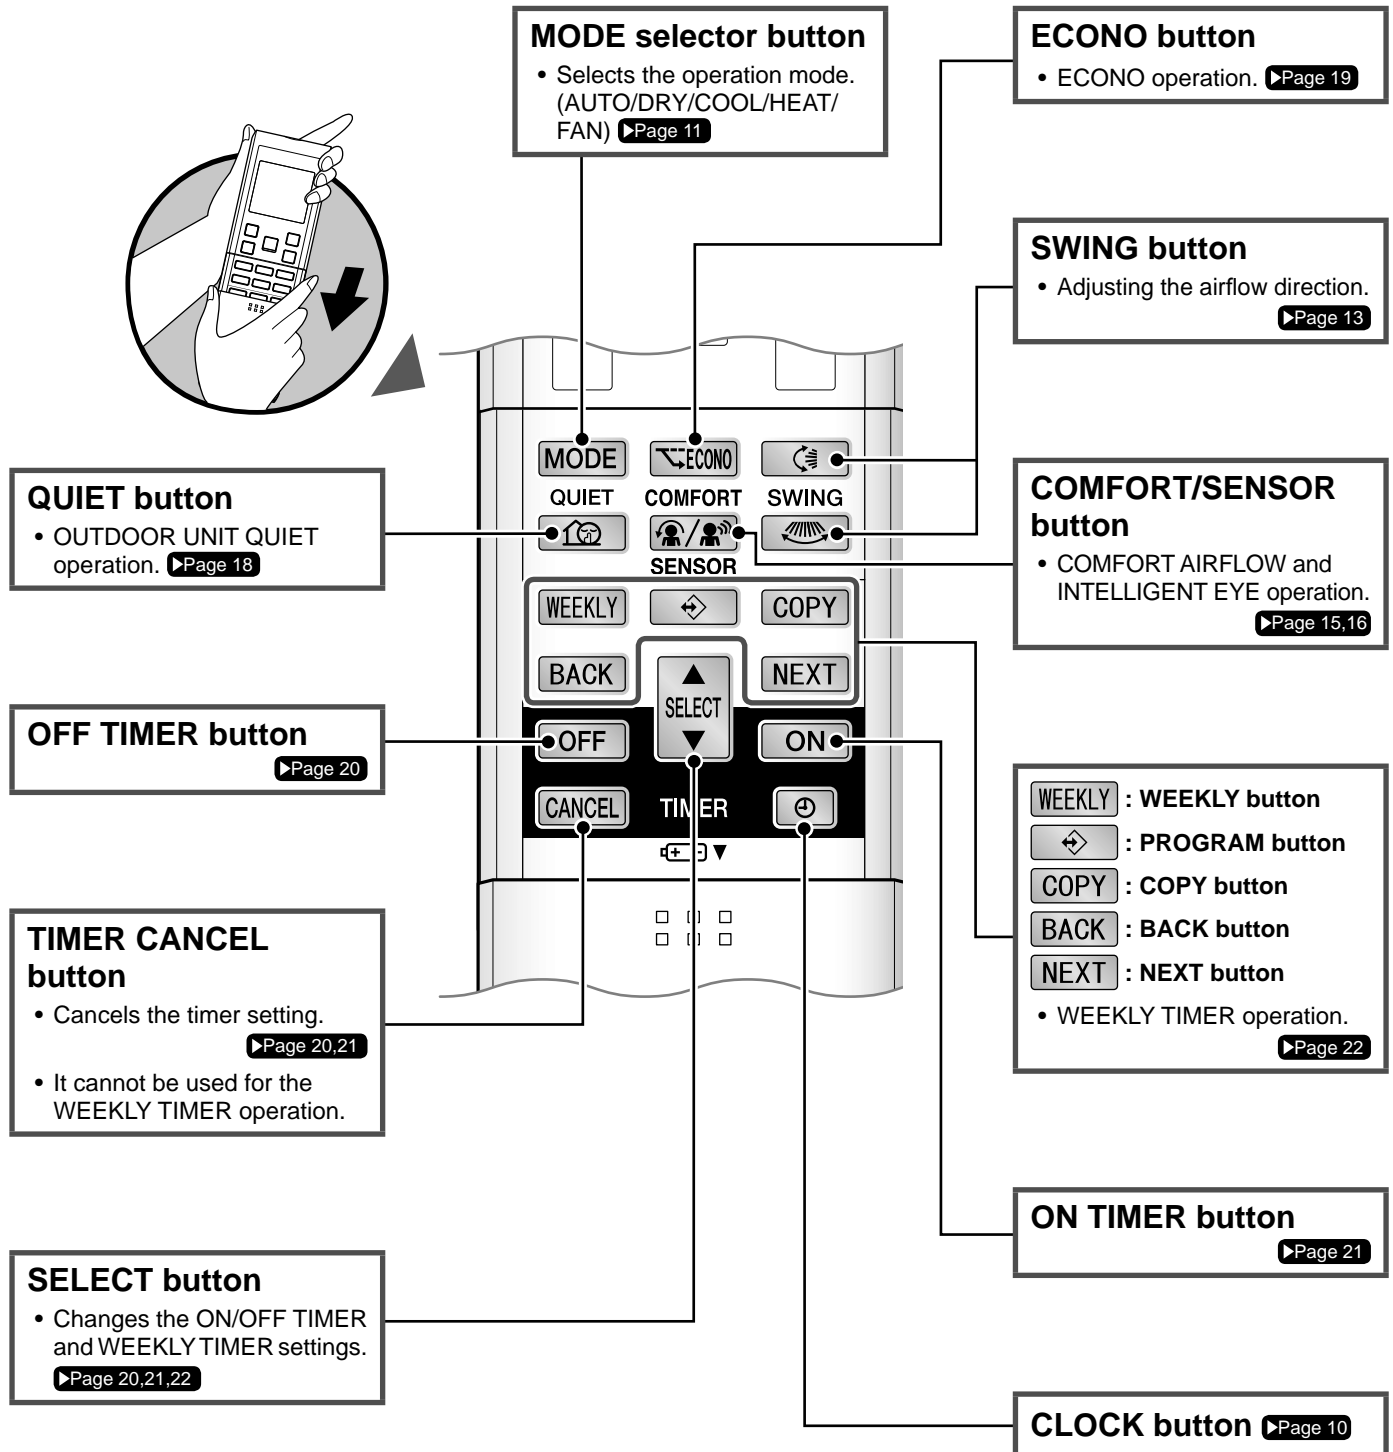 MODE selector button
• Selects the operation mode.
(AUTO/DRY/COOL/HEAT/
FAN) ▶Page 11
ECONO button
• ECONO operation. ▶Page 19
SWING button
• Adjusting the airflow direction.
▶Page 13
QUIET button
• OUTDOOR UNIT QUIET
operation. ▶Page 18
COMFORT/SENSOR
button
• COMFORT AIRFLOW and
INTELLIGENT EYE operation.
▶Page 15,16
MODE ECONO
QUIET COMFORT SWING
SENSOR
WEEKLY COPY
BACK ▲ NEXT
SELECT
OFF ▼ ON
CANCEL TIMER
+ - ▼
OFF TIMER button
▶Page 20
WEEKLY : WEEKLY button
: PROGRAM button
COPY : COPY button
BACK : BACK button
NEXT : NEXT button
• WEEKLY TIMER operation.
▶Page 22
TIMER CANCEL
button
• Cancels the timer setting.
▶Page 20,21
• It cannot be used for the
WEEKLY TIMER operation.
ON TIMER button
▶Page 21
SELECT button
• Changes the ON/OFF TIMER
and WEEKLY TIMER settings.
▶Page 20,21,22
CLOCK button ▶Page 10